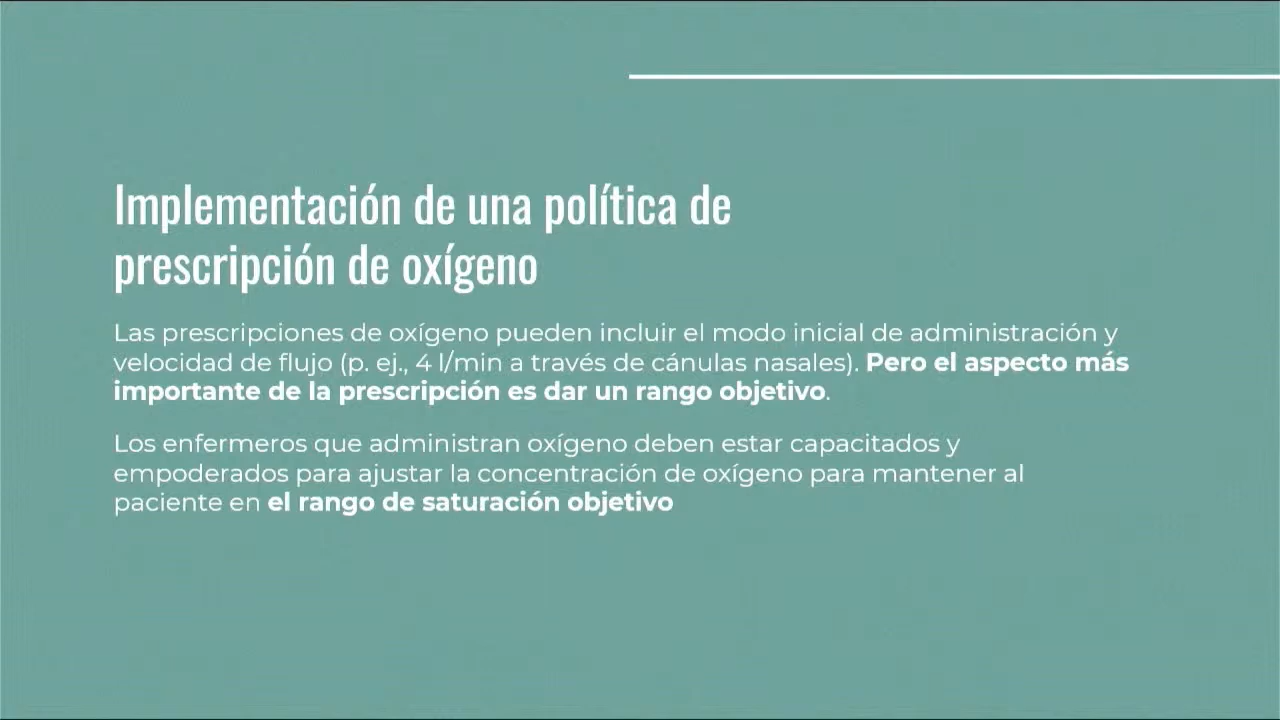 Implementación de una política de
prescripción de oxígeno
Las prescripciones de oxígeno pueden incluir el modo inicial de administración y
velocidad de flujo (p. ej., 4 l/min a través de cánulas nasales). Pero el aspecto más
importante de la prescripción es dar un rango objetivo.
Los enfermeros que administran oxígeno deben estar capacitados y
empoderados para ajustar la concentración de oxígeno para mantener al
paciente en el rango de saturación objetivo